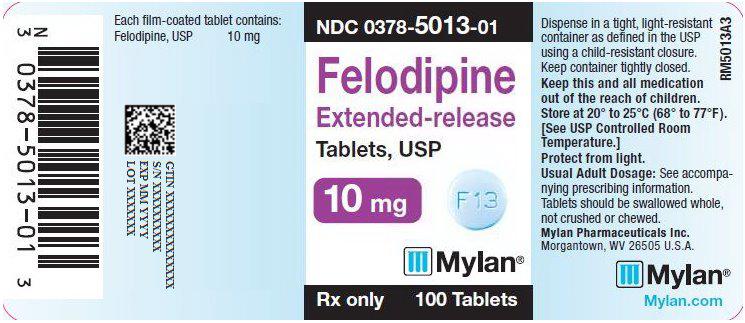 N
3 0378-5013-01 3
Each film-coated tablet contains:
Felodipine, USP 10 mg
GTIN XXXXXXXXXXXXXX
S/N XXXXXXXXXX
EXP MM YYYY
LOT XXXXXXX
NDC 0378-5013-01
Felodipine
Extended-release
Tablets, USP
10 mg
F13
Mylan®
Rx only 100 Tablets
Dispense in a tight, light-resistant
container as defined in the USP
using a child-resistant closure.
Keep container tightly closed.
Keep this and all medication
out of the reach of children.
Store at 20° to 25°C (68° to 77°F).
[See USP Controlled Room
Temperature.]
Protect from light.
Usual Adult Dosage: See accompa-
nying prescribing information.
Tablets should be swallowed whole,
not crushed or chewed.
Mylan Pharmaceuticals Inc.
Morgantown, WV 26505 U.S.A.
Mylan®
Mylan.com
RM5013A3